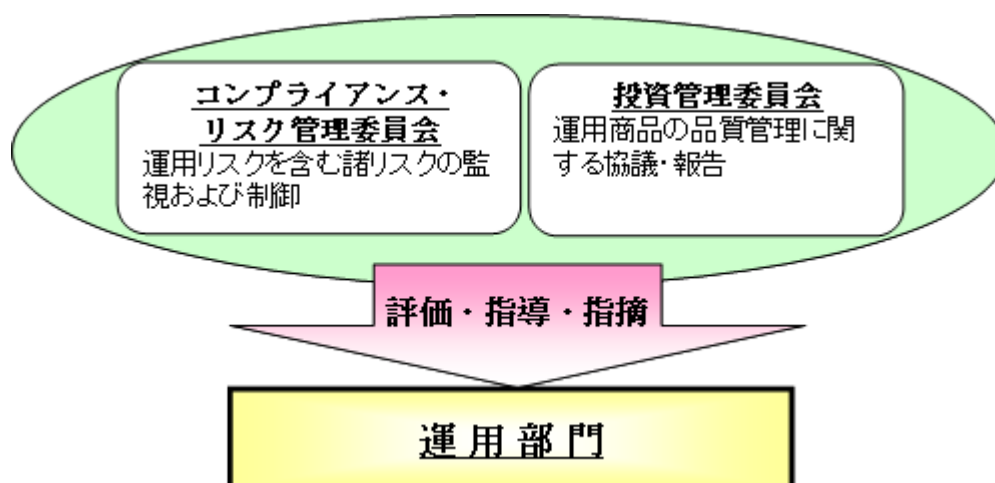 コンプライアンス・
リスク管理委員会
運用リスクを含む諸リスクの監
視および制御
投資管理委員会
運用商品の品質管理に関
する協議・報告
評価・指導・指摘
運用部門